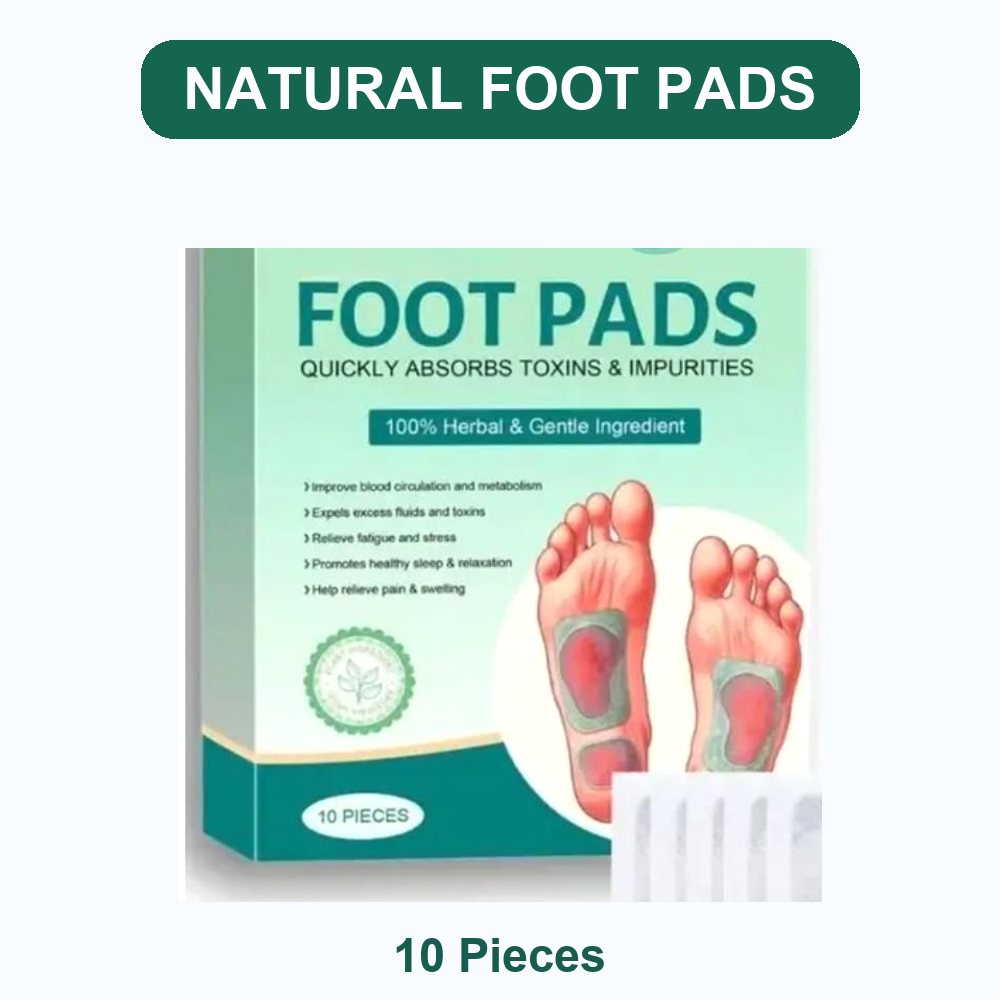 NATURAL FOOT PADS
FOOT PADS
QUICKLY ABSORBS TOXINS & IMPURITIES
100% Herbal & Gentle Ingredient
›Improve blood circulation and metabolism
›Expels excess fluids and toxins
›Relieve fatigue and stress
›Promotes healthy sleep & relaxation
›Help relieve pain & swelling
10 PIECES
10 Pieces